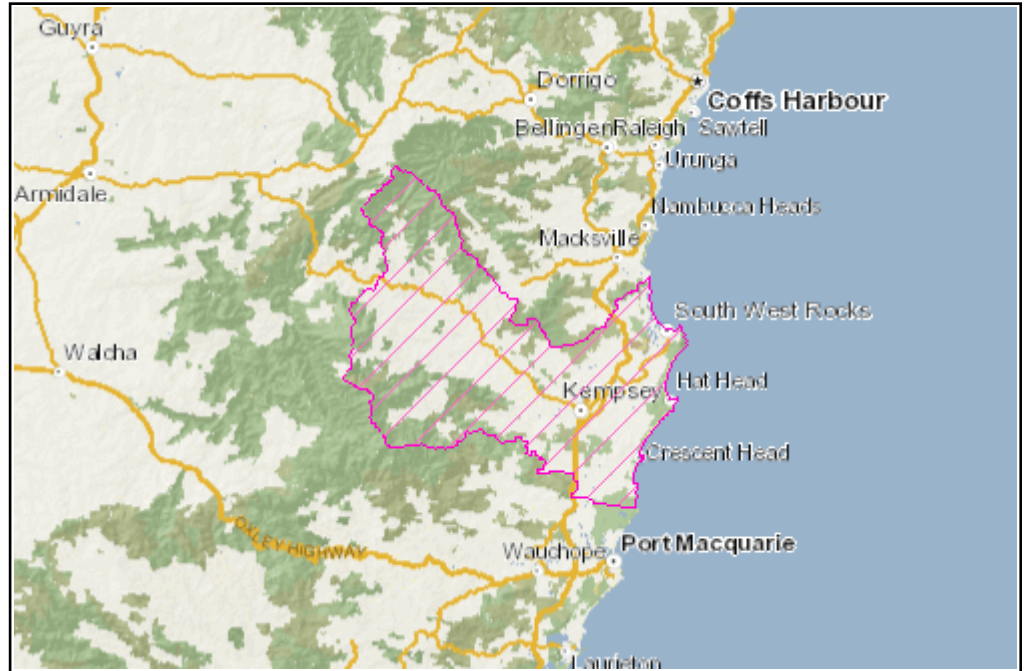 Guyra
Dorrigo
Coffs Harbour
Bellingen
Raleigh
Sawtell
Urunga
Armidale
Nambucca Heads
Macksville
South West Rocks
Walcha
Kempsey
Hat Head
Crescent Head
OXLEY HIGHWAY
Wauchope
Port Macquarie
Laurieton